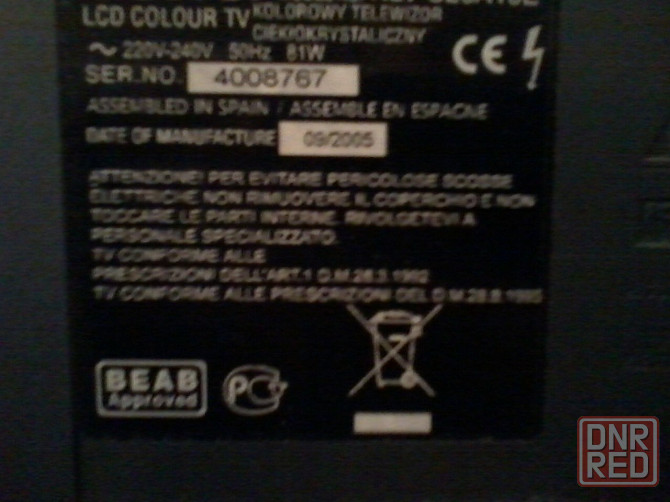 LCD COLOUR TV KOLOROWY TELEWIZOR
CIEKŁOKRYSTALICZNY
~ 220V-240V 50Hz 81W
CE
SER.NO. 4008767
ASSEMBLED IN SPAIN / ASSEMBLE EN ESPAGNE
DATE OF MANUFACTURE 09/2005
ATTENZIONE! PER EVITARE PERICOLOSE SCOSSE
ELETTRICHE NON RIMUOVERE IL COPERCHIO E NON
TOCCARE LE PARTI INTERNE. RIVOLGETEVI A
PERSONALE SPECIALIZZATO.
TV CONFORME ALLE
PRESCRIZIONI DELL'ART.1 D.M.26.3.1992
TV CONFORME ALLE PRESCRIZIONI DEL D.M.28.8.1995
BEAB
Approved
PC
DNR
RED